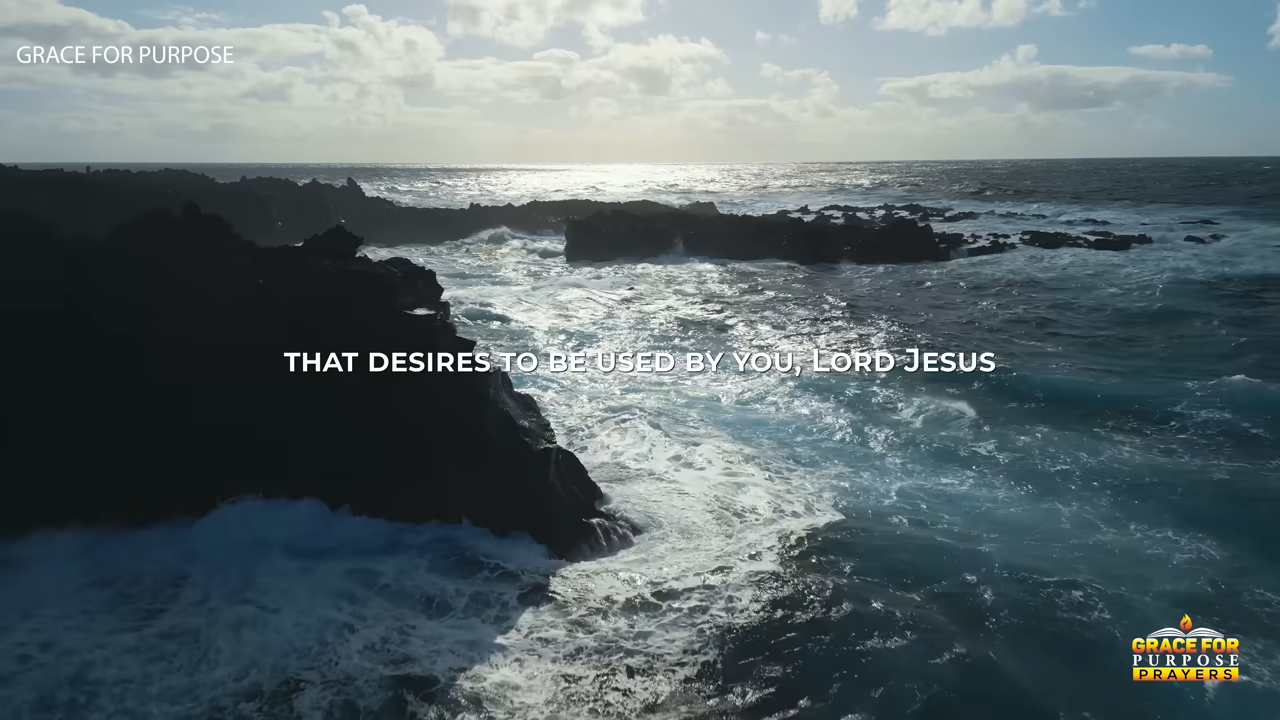 GRACE FOR PURPOSE
THAT DESIRES TO BE USED BY YOU, LORD JESUS
GRACE FOR
PURPOSE
PRAYERS